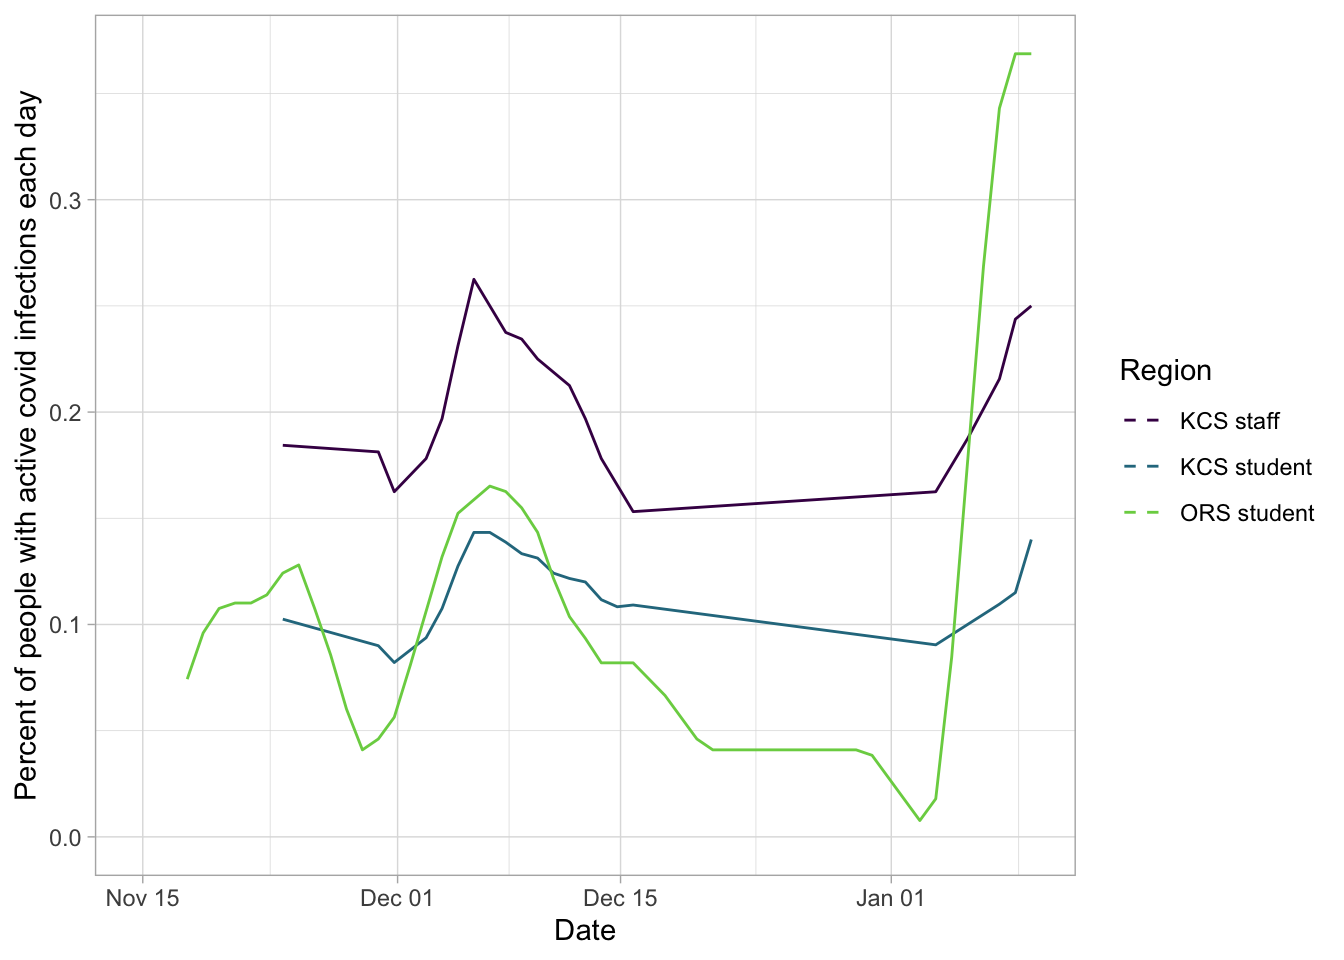 Percent of people with active covid infections each day
0.3
0.2
0.1
0.0
Nov 15
Dec 01
Dec 15
Jan 01
Date
Region
KCS staff
KCS student
ORS student